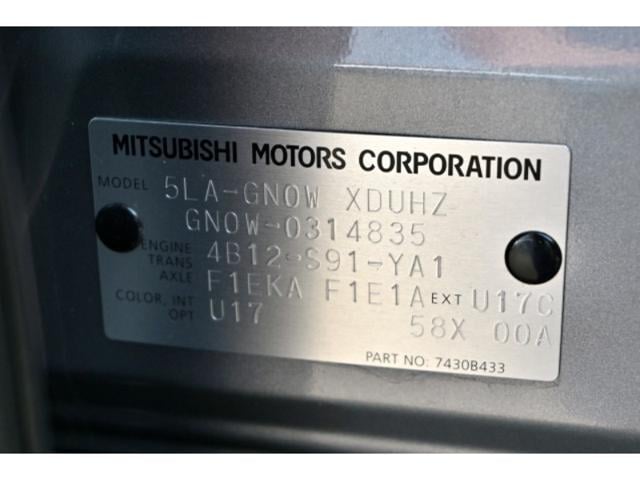 MITSUBISHI MOTORS CORPORATION
MODEL 5LA-GN0W XDUHZ
GN0W-0314835
ENGINE 4B12-S91-YA1
TRANS AXLE F1EKA F1E1A EXT U17C
COLOR, INT U17
OPT 58X 00A
PART NO: 7430B433